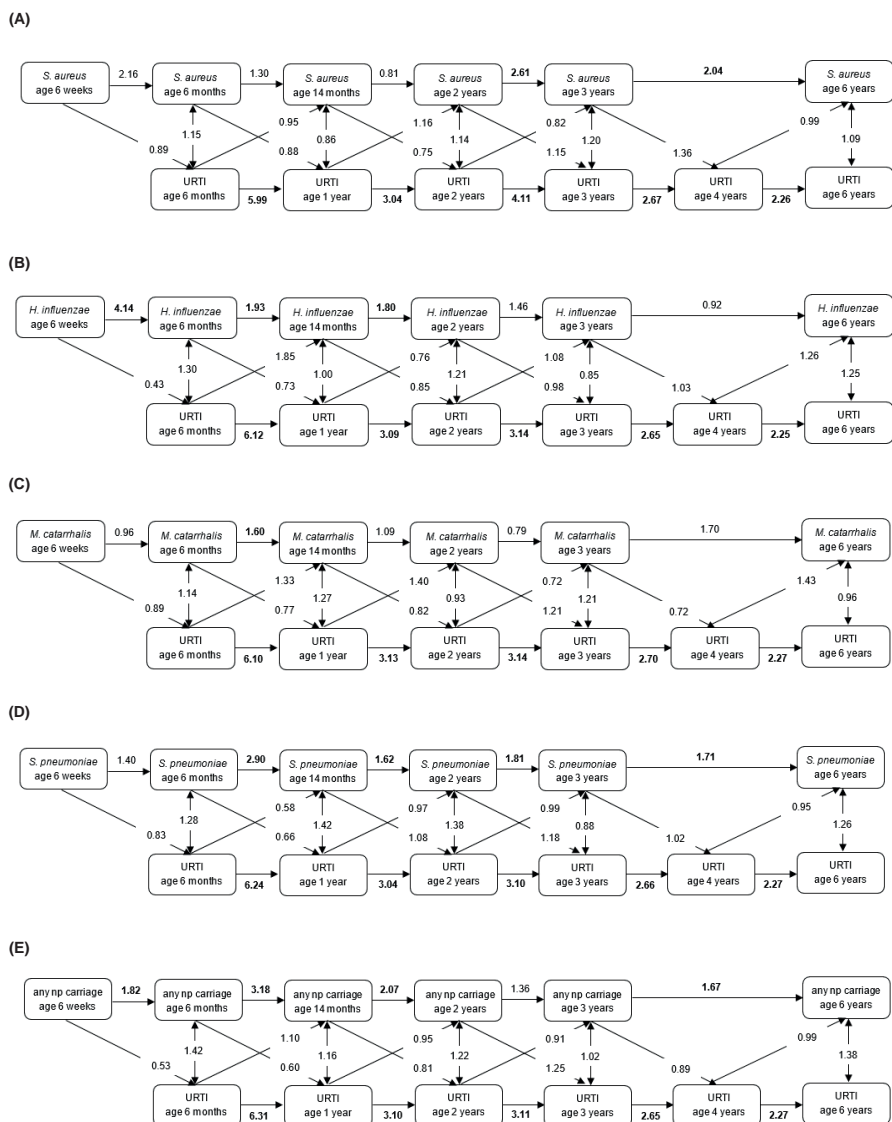 (A)
S. aureus
age 6 weeks
2.16
S. aureus
age 6 months
1.30
S. aureus
age 14 months
0.81
S. aureus
age 2 years
2.61
S. aureus
age 3 years
2.04
S. aureus
age 6 years
0.89
1.15
0.95
0.88
0.86
1.16
0.75
1.14
0.82
1.15
1.20
1.36
0.99
1.09
URTI
age 6 months
5.99
URTI
age 1 year
3.04
URTI
age 2 years
4.11
URTI
age 3 years
2.67
URTI
age 4 years
2.26
URTI
age 6 years
(B)
H. influenzae
age 6 weeks
4.14
H. influenzae
age 6 months
1.93
H. influenzae
age 14 months
1.80
H. influenzae
age 2 years
1.46
H. influenzae
age 3 years
0.92
H. influenzae
age 6 years
0.43
1.30
1.85
0.73
1.00
0.76
0.85
1.21
1.08
0.98
0.85
1.03
1.26
1.25
URTI
age 6 months
6.12
URTI
age 1 year
3.09
URTI
age 2 years
3.14
URTI
age 3 years
2.65
URTI
age 4 years
2.25
URTI
age 6 years
(C)
M. catarrhalis
age 6 weeks
0.96
M. catarrhalis
age 6 months
1.60
M. catarrhalis
age 14 months
1.09
M. catarrhalis
age 2 years
0.79
M. catarrhalis
age 3 years
1.70
M. catarrhalis
age 6 years
0.89
1.14
1.33
0.77
1.27
1.40
0.82
0.93
0.72
1.21
1.21
0.72
1.43
0.96
URTI
age 6 months
6.10
URTI
age 1 year
3.13
URTI
age 2 years
3.14
URTI
age 3 years
2.70
URTI
age 4 years
2.27
URTI
age 6 years
(D)
S. pneumoniae
age 6 weeks
1.40
S. pneumoniae
age 6 months
2.90
S. pneumoniae
age 14 months
1.62
S. pneumoniae
age 2 years
1.81
S. pneumoniae
age 3 years
1.71
S. pneumoniae
age 6 years
0.83
1.28
0.58
0.66
1.42
0.97
1.08
1.38
0.99
1.18
0.88
1.02
0.95
1.26
URTI
age 6 months
6.24
URTI
age 1 year
3.04
URTI
age 2 years
3.10
URTI
age 3 years
2.66
URTI
age 4 years
2.27
URTI
age 6 years
(E)
any np carriage
age 6 weeks
1.82
any np carriage
age 6 months
3.18
any np carriage
age 14 months
2.07
any np carriage
age 2 years
1.36
any np carriage
age 3 years
1.67
any np carriage
age 6 years
0.53
1.42
1.10
0.60
1.16
0.95
0.81
1.22
0.91
1.25
1.02
0.89
0.99
1.38
URTI
age 6 months
6.31
URTI
age 1 year
3.10
URTI
age 2 years
3.11
URTI
age 3 years
2.65
URTI
age 4 years
2.27
URTI
age 6 years